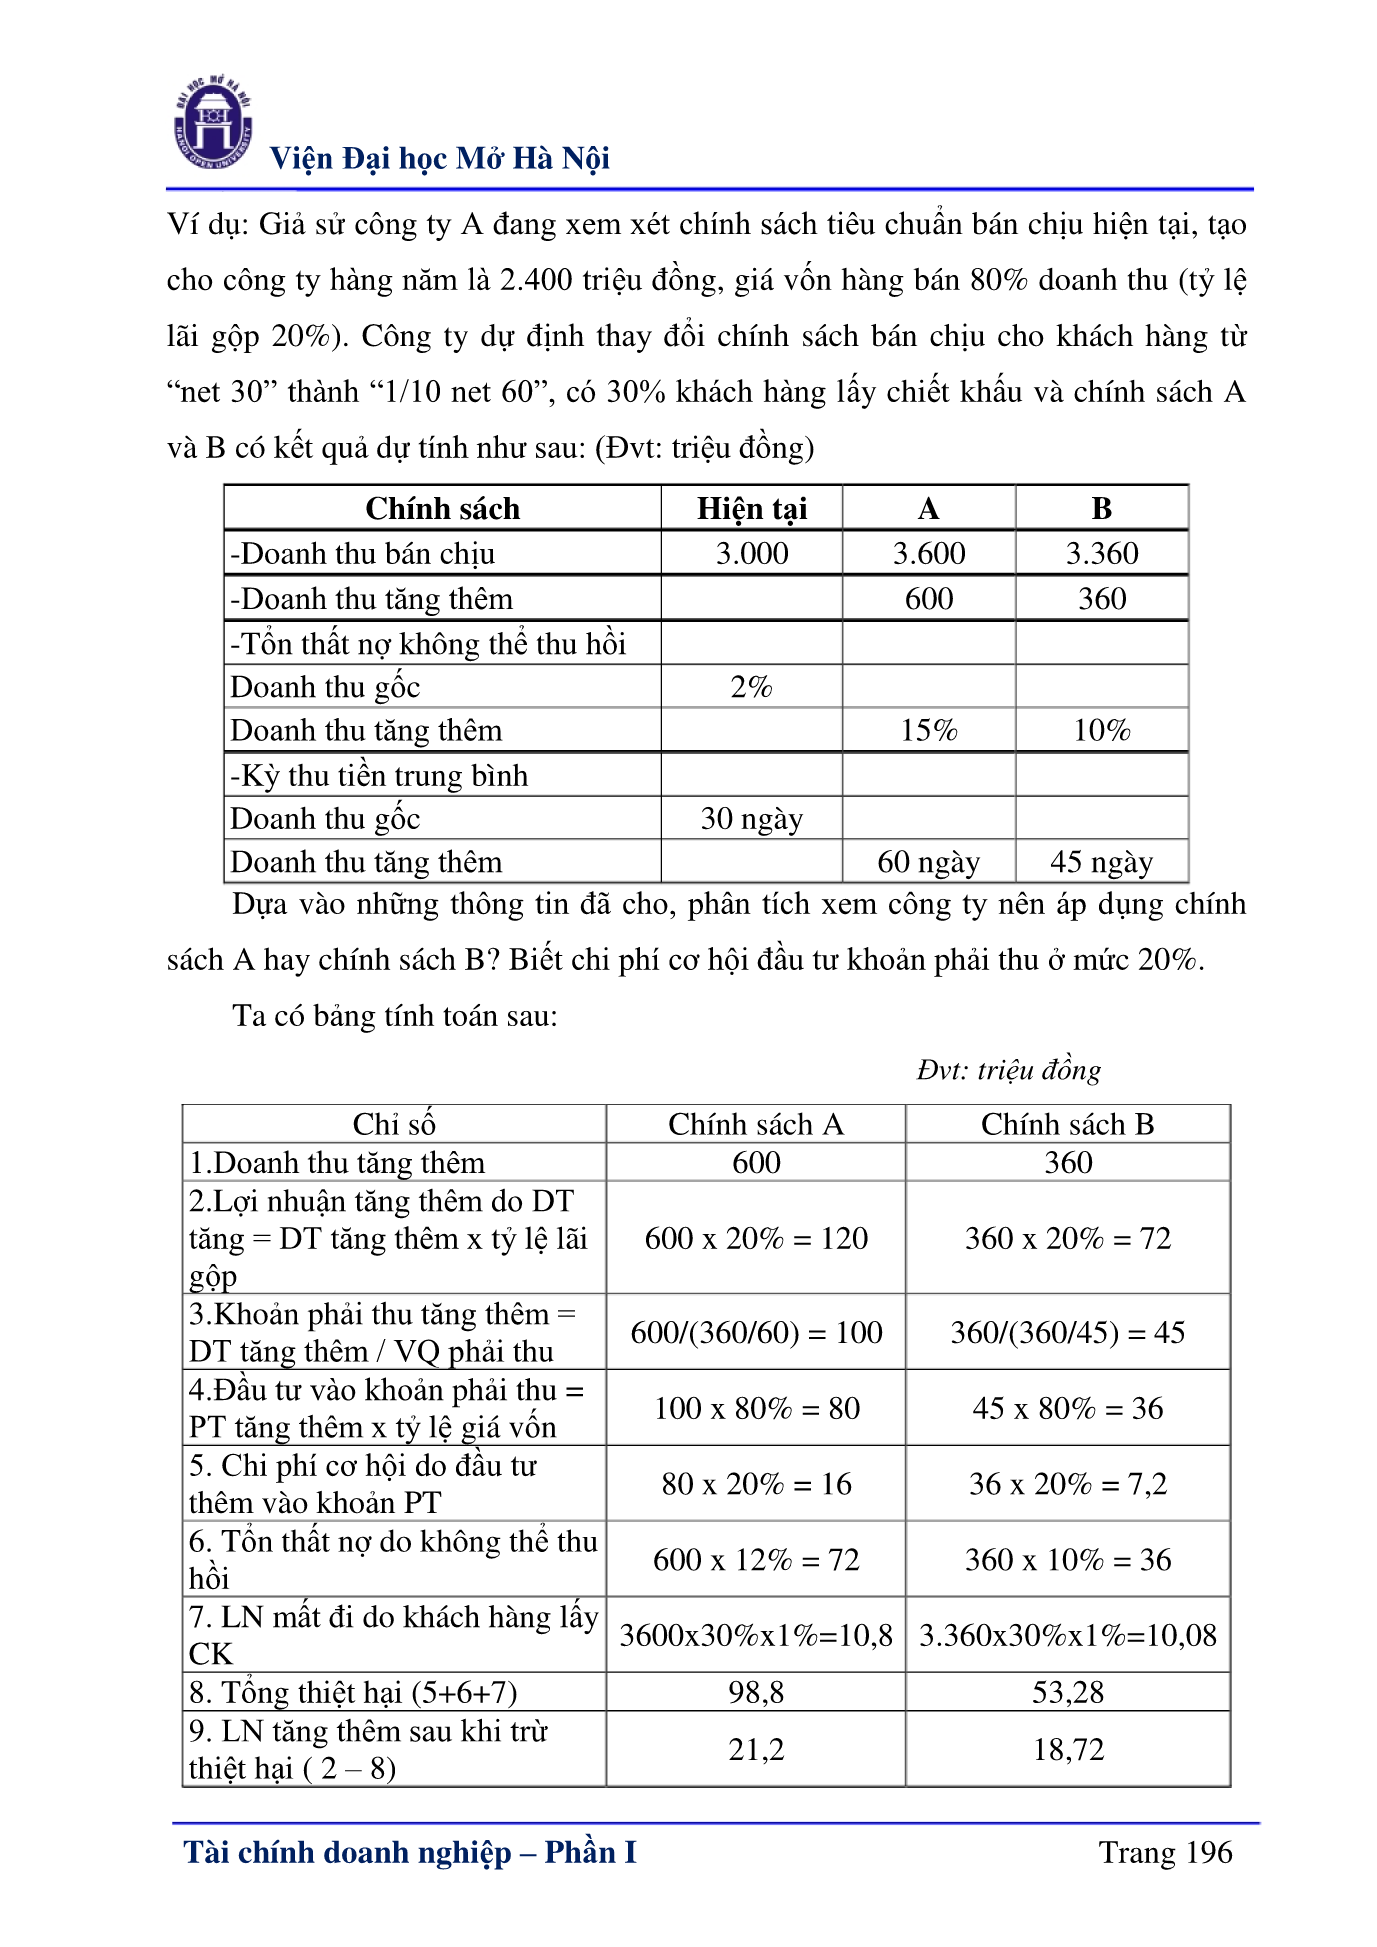 ĐẠI HỌC MỞ HÀ NỘI
HANOI OPEN UNIVERSITY
Viện Đại học Mở Hà Nội
Ví dụ: Giả sử công ty A đang xem xét chính sách tiêu chuẩn bán chịu hiện tại, tạo
cho công ty hàng năm là 2.400 triệu đồng, giá vốn hàng bán 80% doanh thu (tỷ lệ
lãi gộp 20%). Công ty dự định thay đổi chính sách bán chịu cho khách hàng từ
“net 30” thành “1/10 net 60”, có 30% khách hàng lấy chiết khấu và chính sách A
và B có kết quả dự tính như sau: (Đvt: triệu đồng)
Chính sách Hiện tại A B
-Doanh thu bán chịu 3.000 3.600 3.360
-Doanh thu tăng thêm 600 360
-Tổn thất nợ không thể thu hồi
Doanh thu gốc 2%
Doanh thu tăng thêm 15% 10%
-Kỳ thu tiền trung bình
Doanh thu gốc 30 ngày
Doanh thu tăng thêm 60 ngày 45 ngày
Dựa vào những thông tin đã cho, phân tích xem công ty nên áp dụng chính
sách A hay chính sách B? Biết chi phí cơ hội đầu tư khoản phải thu ở mức 20%.
Ta có bảng tính toán sau:
Đvt: triệu đồng
Chỉ số Chính sách A Chính sách B
1.Doanh thu tăng thêm 600 360
2.Lợi nhuận tăng thêm do DT
tăng = DT tăng thêm x tỷ lệ lãi
gộp
600 x 20% = 120 360 x 20% = 72
3.Khoản phải thu tăng thêm =
DT tăng thêm / VQ phải thu
600/(360/60) = 100 360/(360/45) = 45
4.Đầu tư vào khoản phải thu =
PT tăng thêm x tỷ lệ giá vốn
100 x 80% = 80 45 x 80% = 36
5. Chi phí cơ hội do đầu tư
thêm vào khoản PT
80 x 20% = 16 36 x 20% = 7,2
6. Tổn thất nợ do không thể thu
hồi
600 x 12% = 72 360 x 10% = 36
7. LN mất đi do khách hàng lấy
CK
3600x30%x1%=10,8 3.360x30%x1%=10,08
8. Tổng thiệt hại (5+6+7) 98,8 53,28
9. LN tăng thêm sau khi trừ
thiệt hại ( 2 – 8)
21,2 18,72
Tài chính doanh nghiệp – Phần I Trang 196